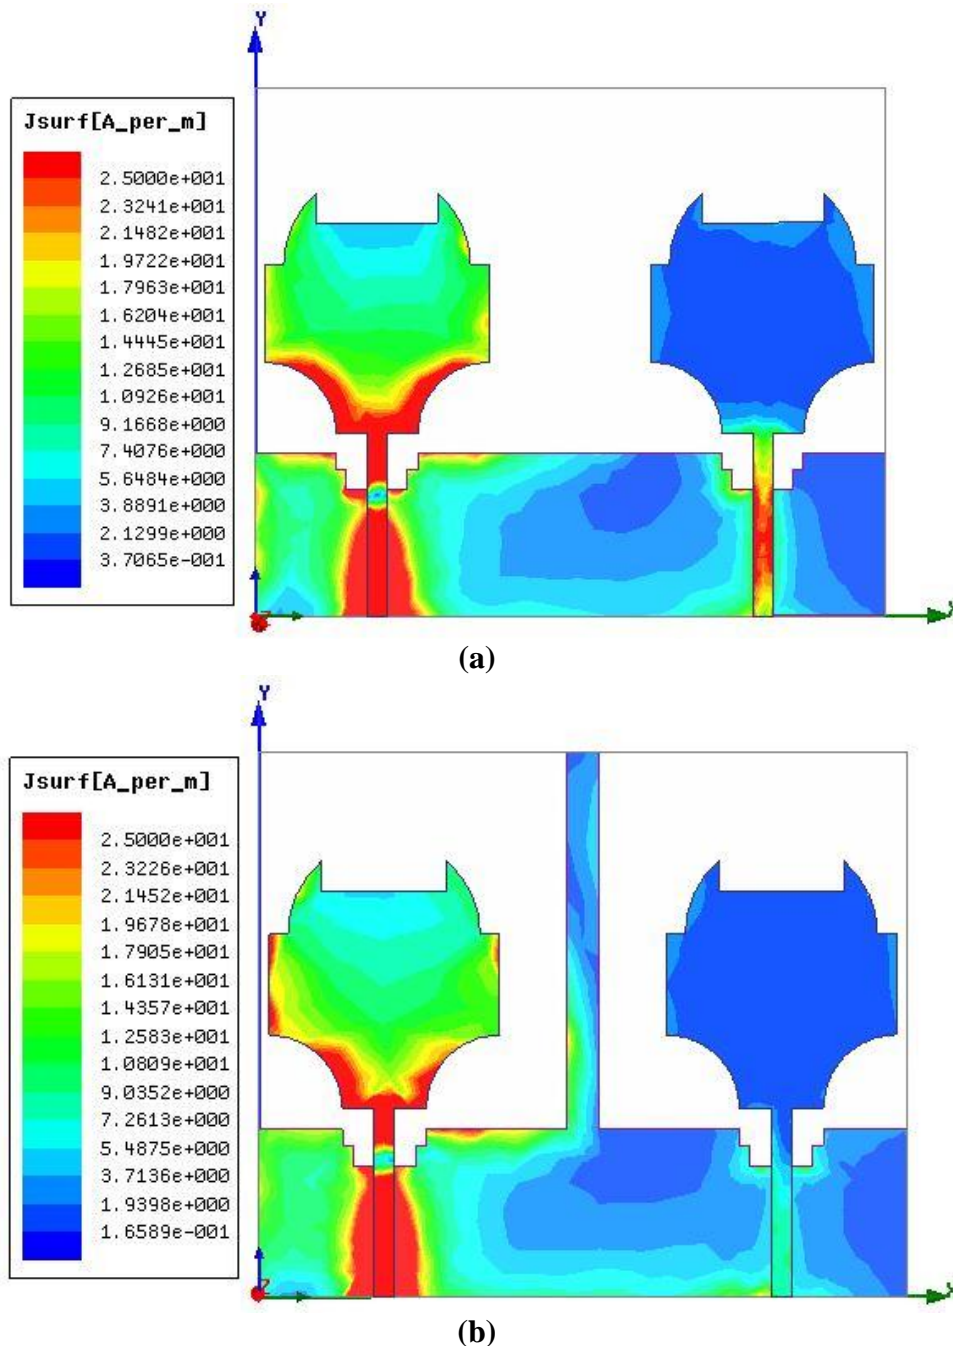 Y
Jsurf[A_per_m]
2.5000e+001
2.3241e+001
2.1482e+001
1.9722e+001
1.7963e+001
1.6204e+001
1.4445e+001
1.2685e+001
1.0926e+001
9.1668e+000
7.4076e+000
5.6484e+000
3.8891e+000
2.1299e+000
3.7065e-001
Z
X
(a)
Y
Jsurf[A_per_m]
2.5000e+001
2.3226e+001
2.1452e+001
1.9678e+001
1.7905e+001
1.6131e+001
1.4357e+001
1.2583e+001
1.0809e+001
9.0352e+000
7.2613e+000
5.4875e+000
3.7136e+000
1.9398e+000
1.6589e-001
Z
X
(b)